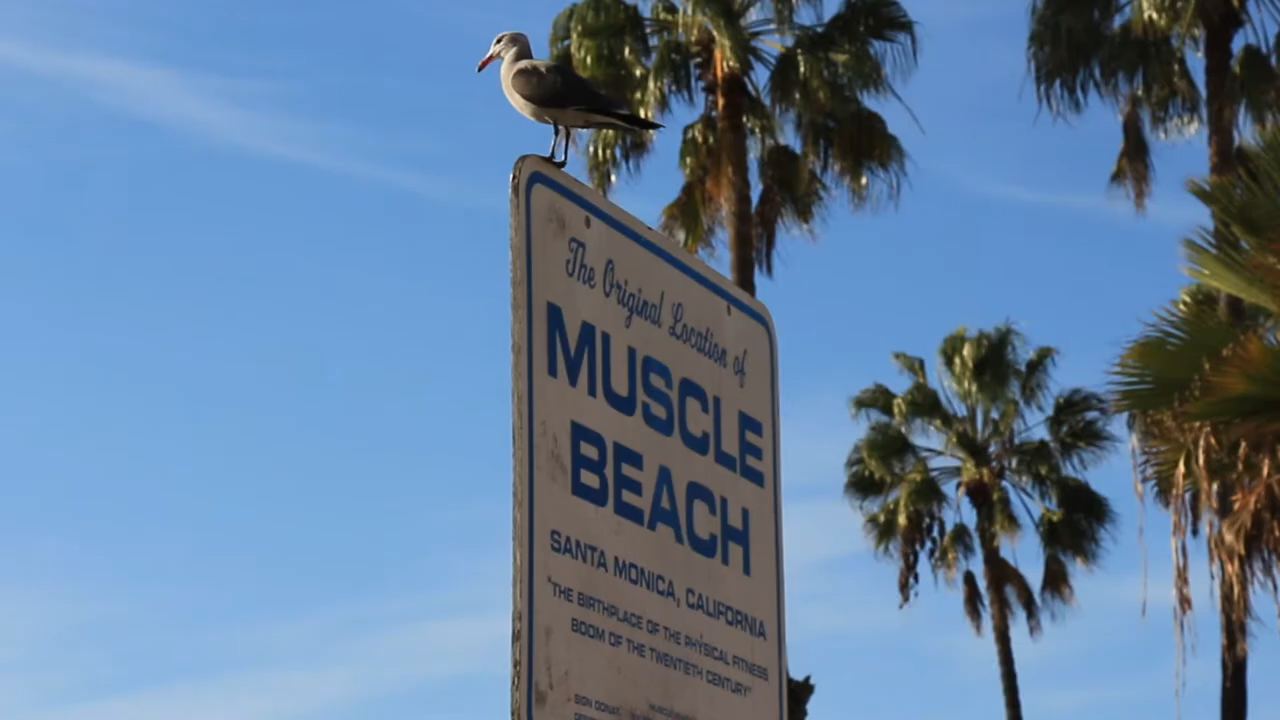 The Original Location of
MUSCLE
BEACH
SANTA MONICA, CALIFORNIA
"THE BIRTHPLACE OF THE PHYSICAL FITNESS
BOOM OF THE TWENTIETH CENTURY"
SIGN